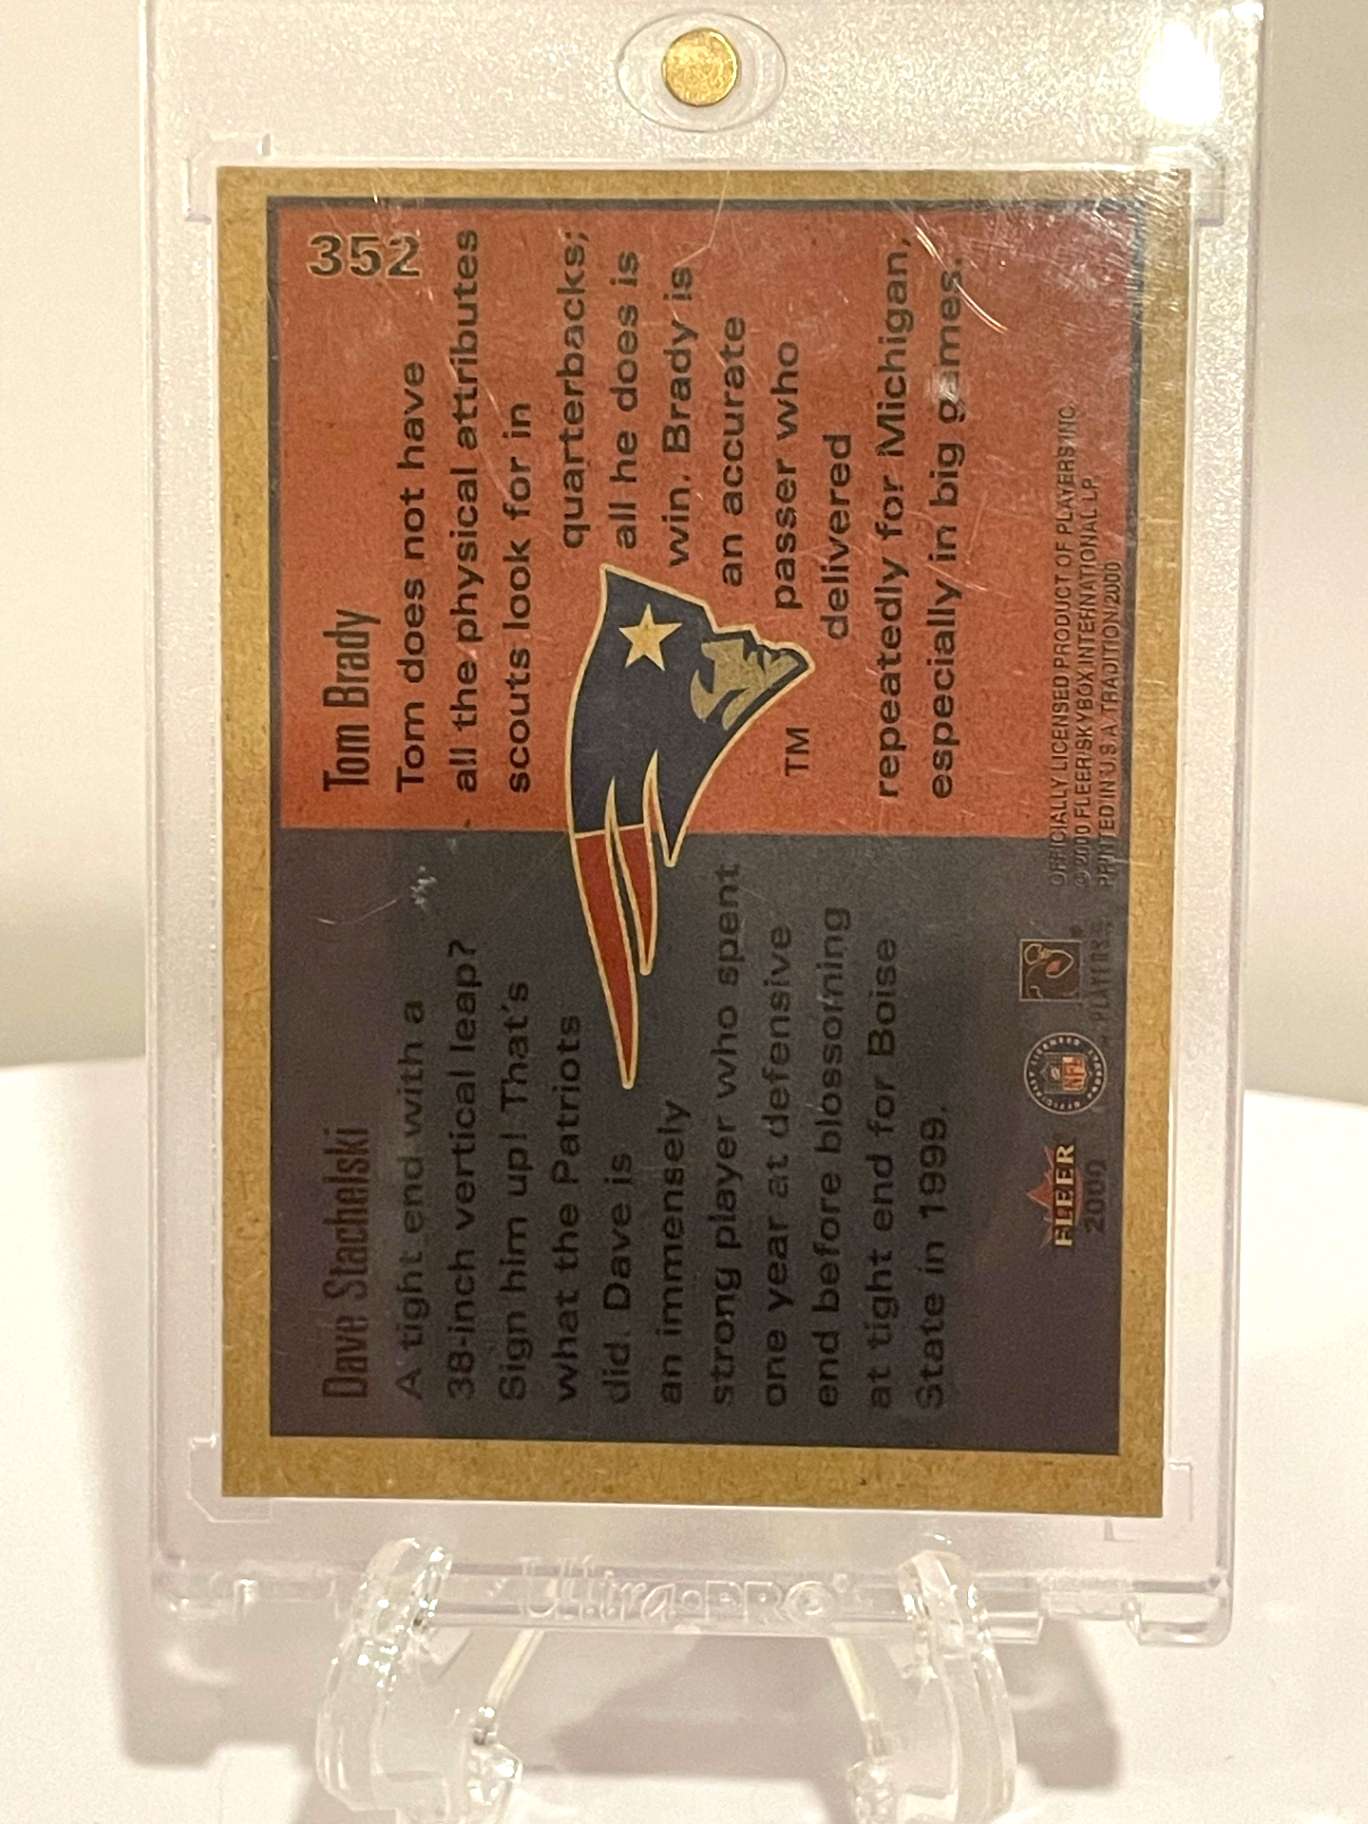 352
Dave Stachelski
A tight end with a
38-inch vertical leap?
Sign him up! That's
what the Patriots
did. Dave is
an immensely
strong player who spent
one year at defensive
end before blossoming
at tight end for Boise
State in 1999.
Tom Brady
Tom does not have
all the physical attributes
scouts look for in
quarterbacks;
all he does is
win. Brady is
an accurate
passer who
delivered
repeatedly for Michigan,
especially in big games.
TM
FLEER
2000
NFL
PLAYERS
OFFICIALLY LICENSED PRODUCT OF PLAYERS INC.
© 2000 FLEER/SKYBOX INTERNATIONAL LP.
PRINTED IN U.S.A. TRADITION/2000
Ultra·PRO